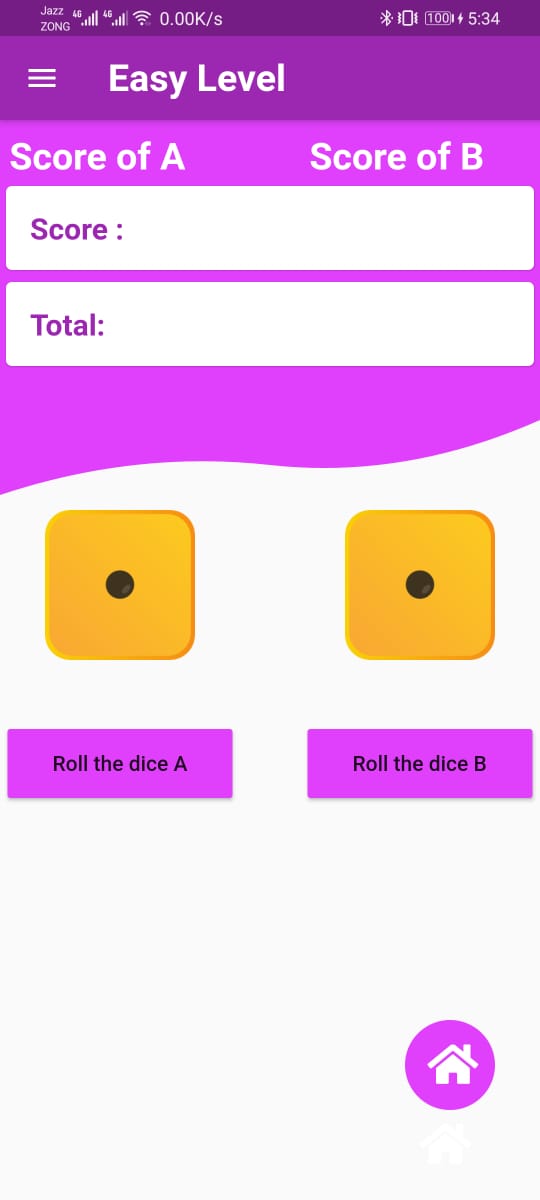 Jazz
ZONG
4G 4G 0.00K/s 100 5:34
Easy Level
Score of A Score of B
Score :
Total:
Roll the dice A Roll the dice B